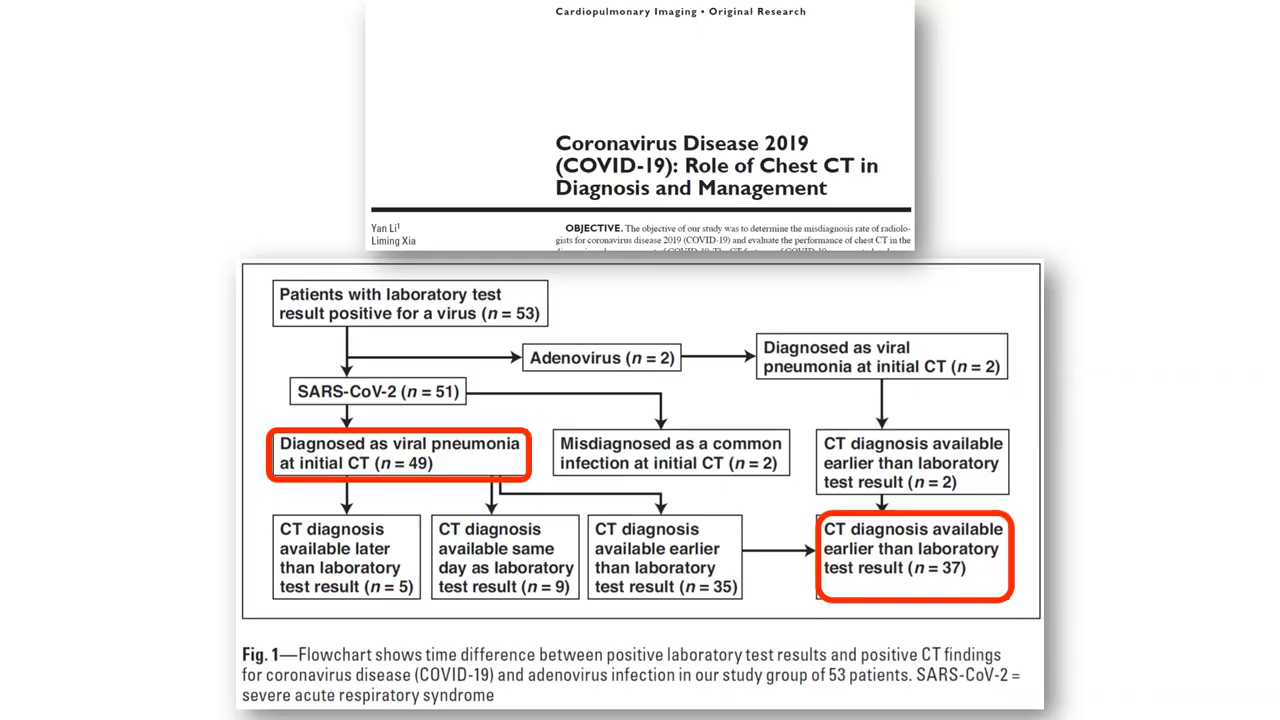 Cardiopulmonary Imaging • Original Research
Coronavirus Disease 2019
(COVID-19): Role of Chest CT in
Diagnosis and Management
Yan Li¹
Liming Xia
OBJECTIVE. The objective of our study was to determine the misdiagnosis rate of radiolo-
gists for coronavirus disease 2019 (COVID-19) and evaluate the performance of chest CT in the
Patients with laboratory test
result positive for a virus (n = 53)
Adenovirus (n = 2)
Diagnosed as viral
pneumonia at initial CT (n = 2)
SARS-CoV-2 (n = 51)
Diagnosed as viral pneumonia
at initial CT (n = 49)
Misdiagnosed as a common
infection at initial CT (n = 2)
CT diagnosis available
earlier than laboratory
test result (n = 2)
CT diagnosis
available later
than laboratory
test result (n = 5)
CT diagnosis
available same
day as laboratory
test result (n = 9)
CT diagnosis
available earlier
than laboratory
test result (n = 35)
CT diagnosis available
earlier than laboratory
test result (n = 37)
Fig. 1—Flowchart shows time difference between positive laboratory test results and positive CT findings
for coronavirus disease (COVID-19) and adenovirus infection in our study group of 53 patients. SARS-CoV-2 =
severe acute respiratory syndrome